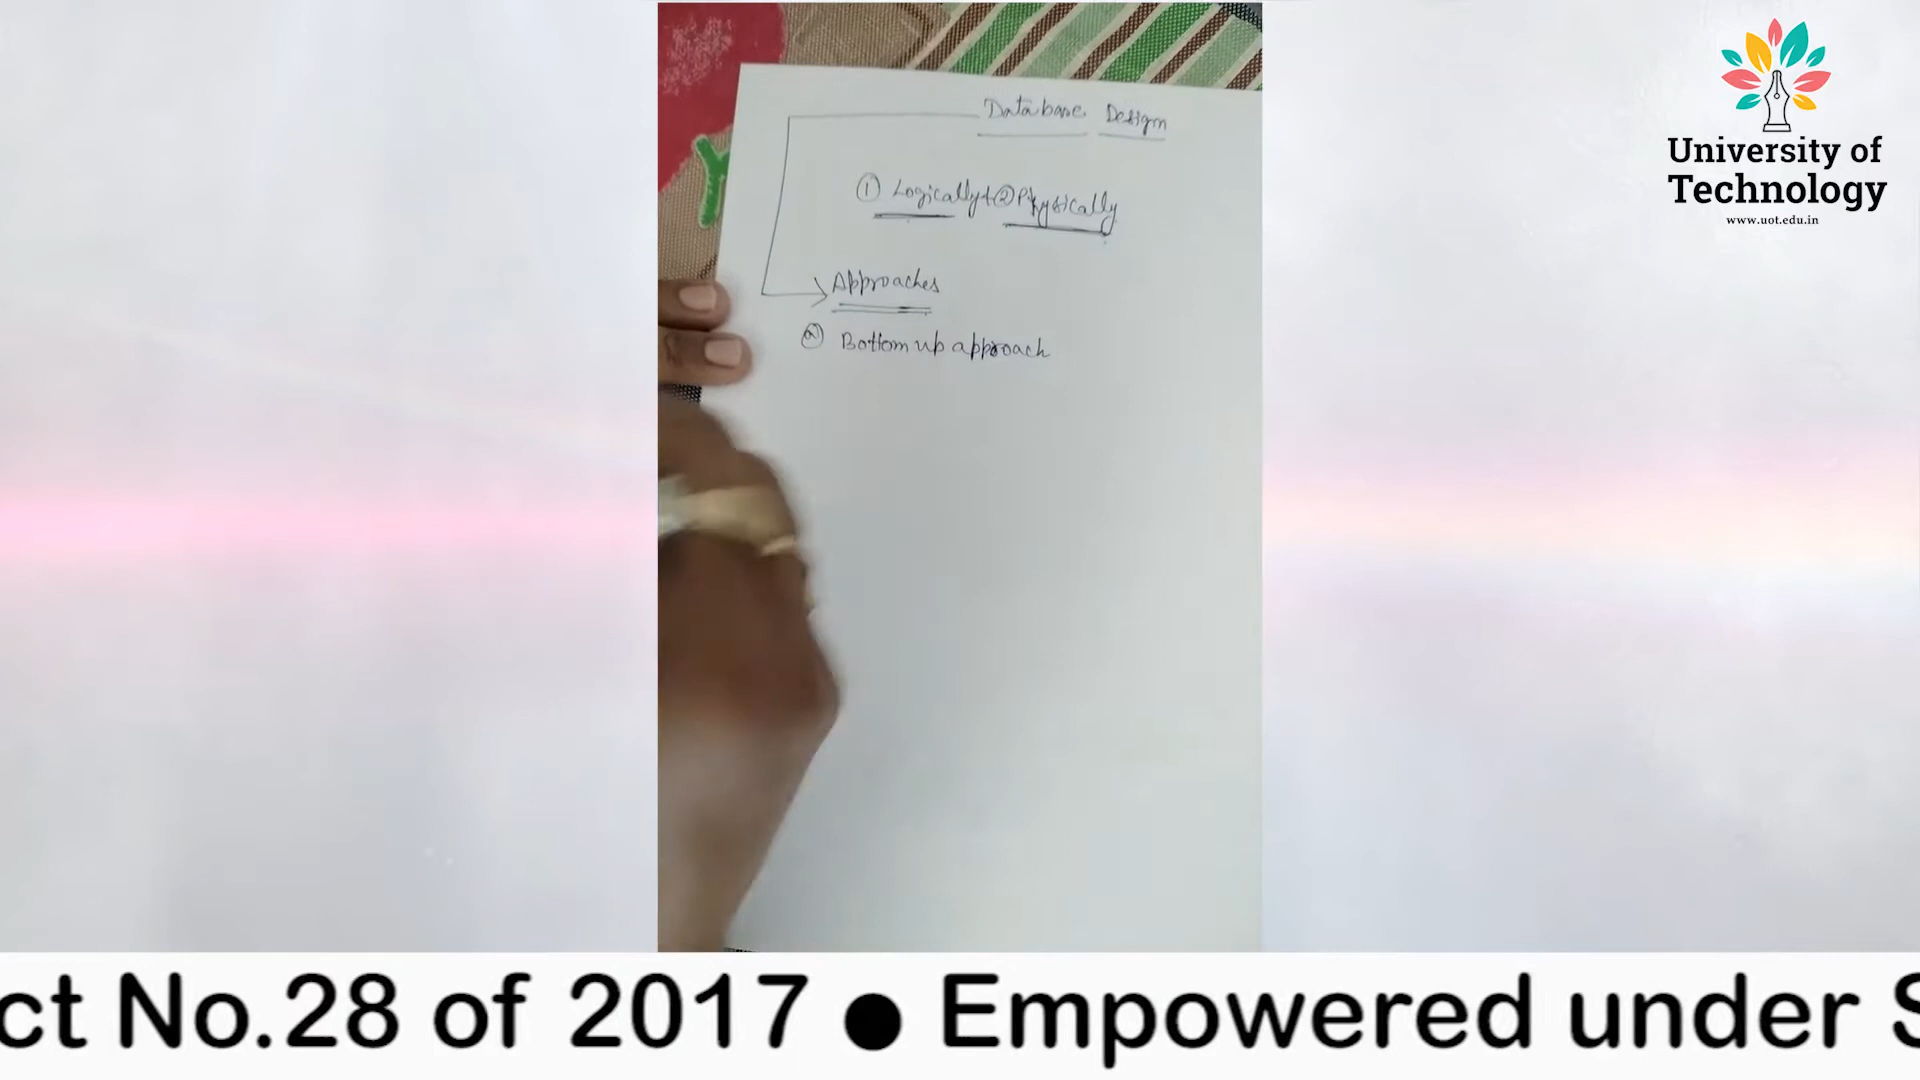 Database Design
① Logically + ② Physically
Approaches
ⓐ Bottom up approach
University of
Technology
www.uot.edu.in
ct No.28 of 2017 ● Empowered under S